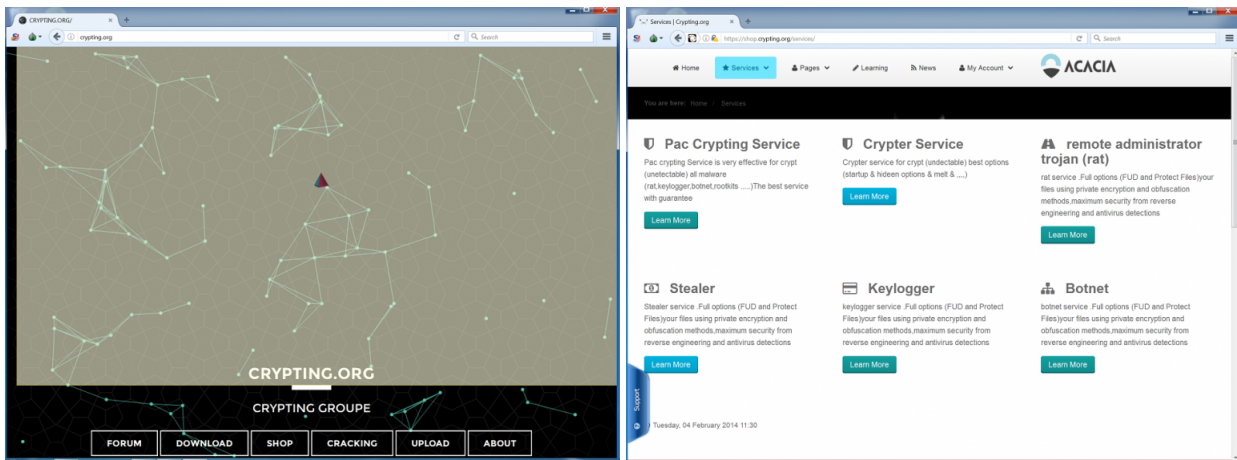 CRYPTING.ORG/
crypting.org
Search
CRYPTING.ORG
CRYPTING GROUPE
FORUM
DOWNLOAD
SHOP
CRACKING
UPLOAD
ABOUT
Services | Crypting.org
https://shop.crypting.org/services/
Search
Home
Services
Pages
Learning
News
My Account
ACACIA
You are here: Home / Services
Pac Crypting Service
Pac crypting Service is very effective for crypt
(unetectable) all malware
(rat,keylogger,botnet,rootkits .....)The best service
with guarantee
Learn More
Crypter Service
Crypter service for crypt (undectable) best options
(startup & hideen options & melt & ,,,,)
Learn More
remote administrator
trojan (rat)
rat service .Full options (FUD and Protect Files)your
files using private encryption and obfuscation
methods,maximum security from reverse
engineering and antivirus detections
Learn More
Stealer
Stealer service .Full options (FUD and Protect
Files)your files using private encryption and
obfuscation methods,maximum security from
reverse engineering and antivirus detections
Learn More
Keylogger
keylogger service .Full options (FUD and Protect
Files)your files using private encryption and
obfuscation methods,maximum security from
reverse engineering and antivirus detections
Learn More
Botnet
botnet service .Full options (FUD and Protect
Files)your files using private encryption and
obfuscation methods,maximum security from
reverse engineering and antivirus detections
Learn More
Support
Tuesday, 04 February 2014 11:30